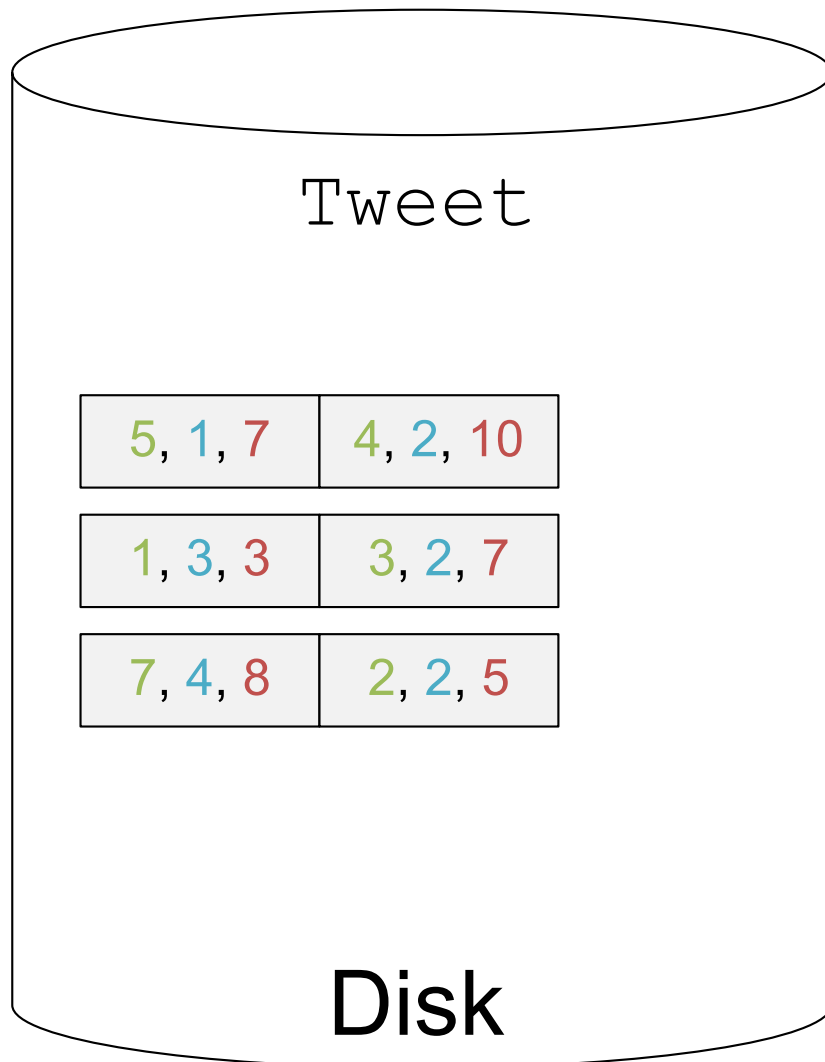 Tweet
5, 1, 7 4, 2, 10
1, 3, 3 3, 2, 7
7, 4, 8 2, 2, 5
Disk